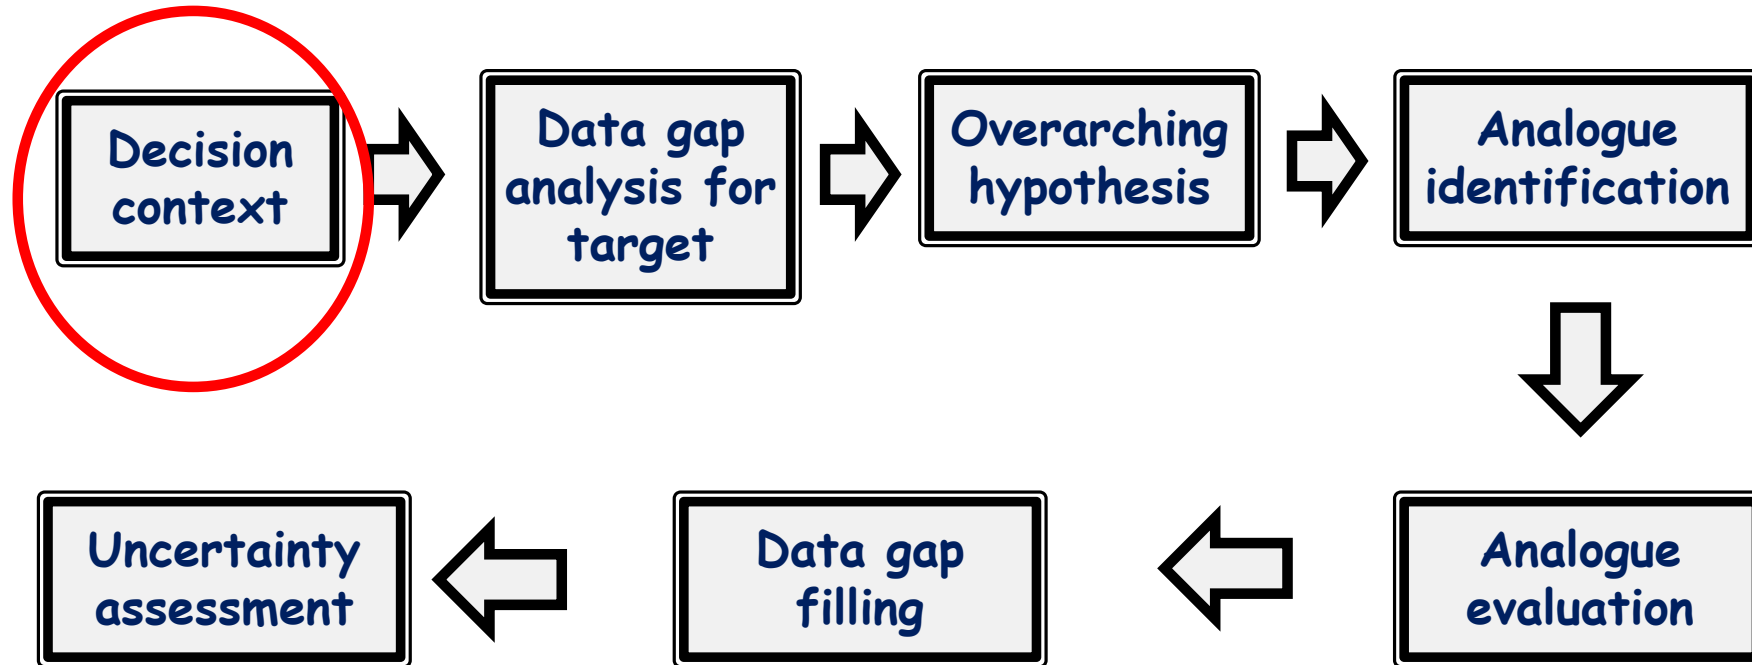 Decision
context
Data gap
analysis for
target
Overarching
hypothesis
Analogue
identification
Analogue
evaluation
Data gap
filling
Uncertainty
assessment